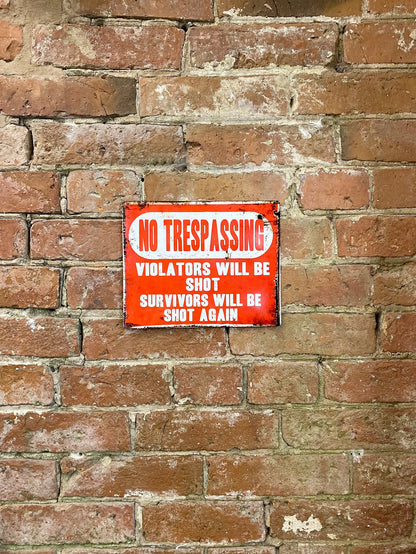 NO TRESPASSING
VIOLATORS WILL BE
SHOT
SURVIVORS WILL BE
SHOT AGAIN